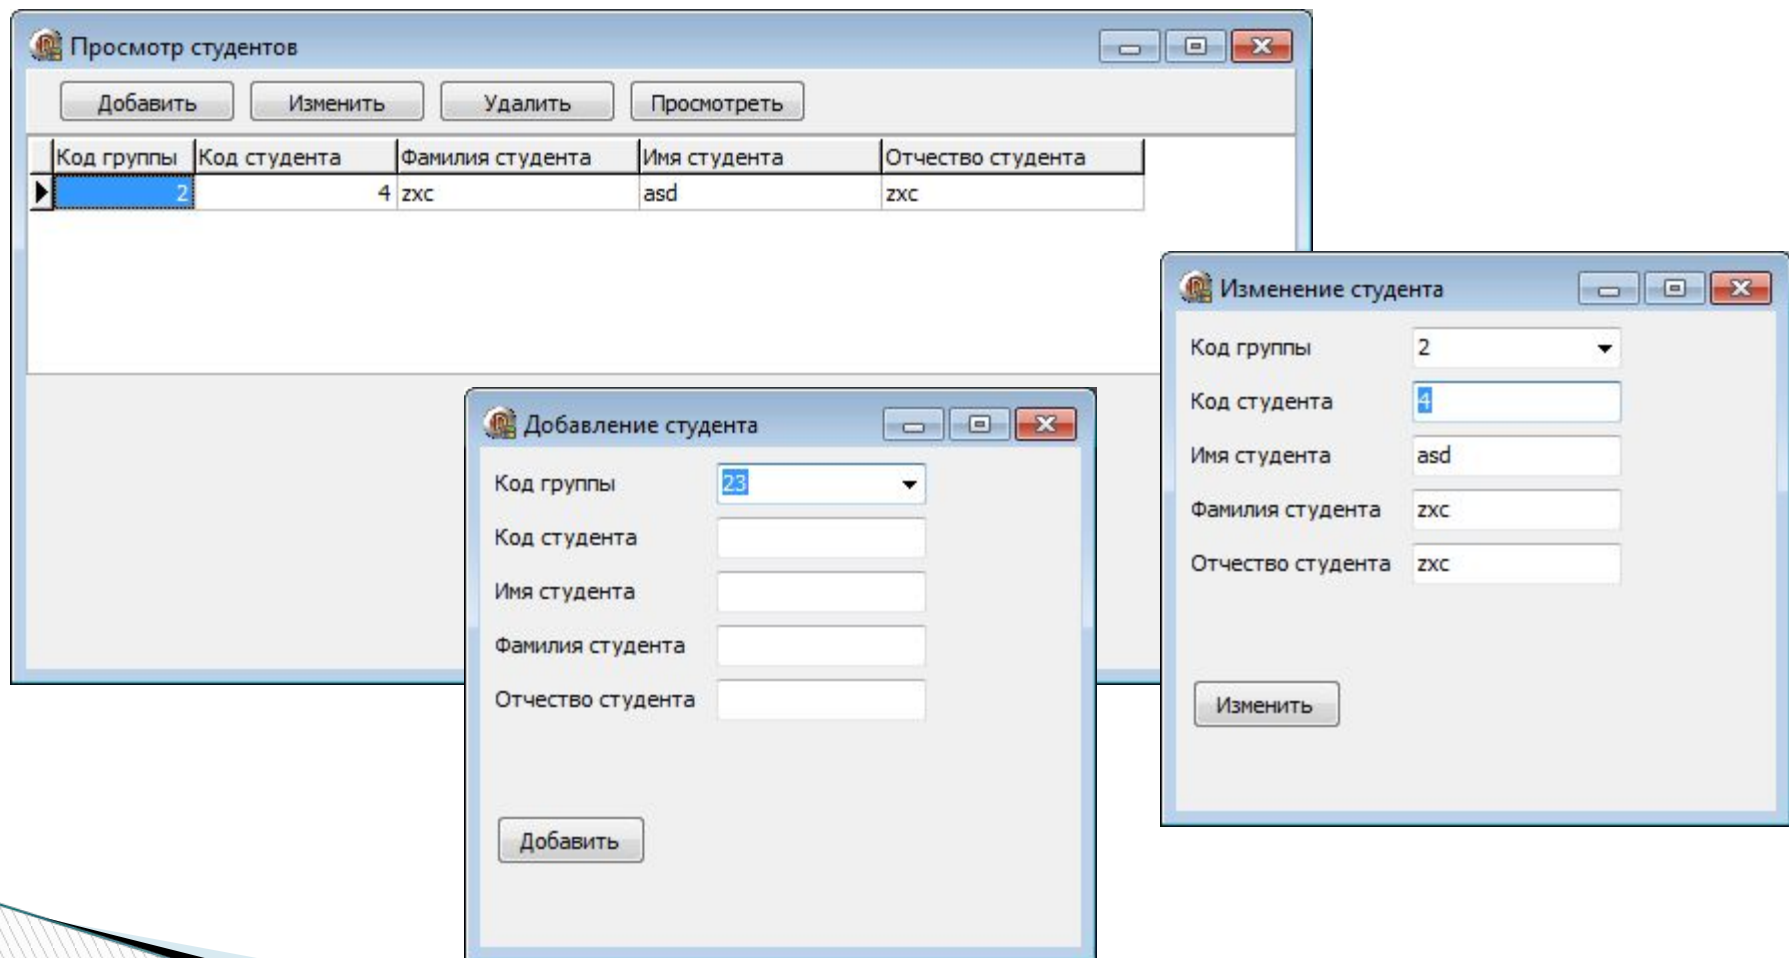 Просмотр студентов
Добавить Изменить Удалить Просмотреть
Код группы Код студента Фамилия студента Имя студента Отчество студента
2 4 zxc asd zxc
Добавление студента
Код группы 23
Код студента
Имя студента
Фамилия студента
Отчество студента
Добавить
Изменение студента
Код группы 2
Код студента 4
Имя студента asd
Фамилия студента zxc
Отчество студента zxc
Изменить